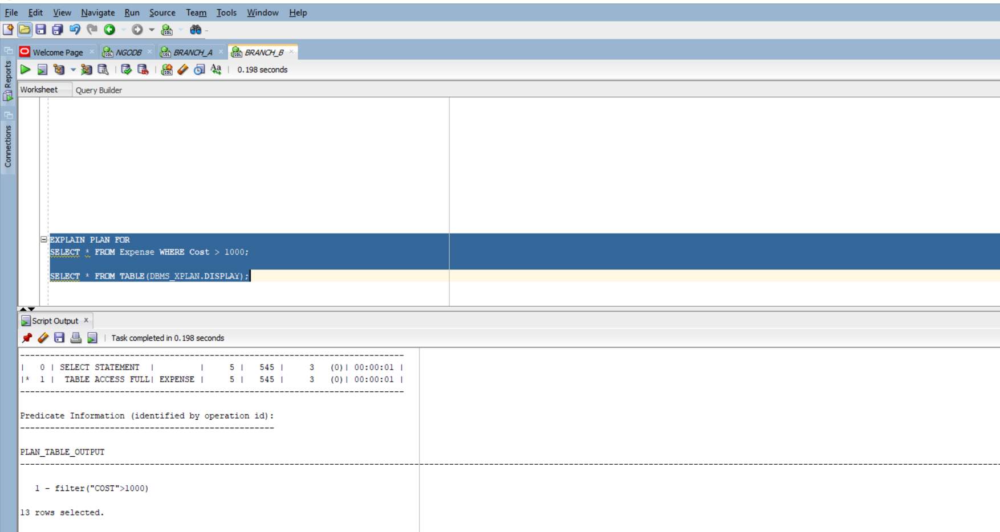 File Edit View Navigate Run Source Team Tools Window Help
Welcome Page NGODB BRANCH_A BRANCH_B
0.198 seconds
Worksheet Query Builder
Reports
Connections
EXPLAIN PLAN FOR
SELECT * FROM Expense WHERE Cost > 1000;
SELECT * FROM TABLE(DBMS_XPLAN.DISPLAY);
Script Output x
Task completed in 0.198 seconds
--------------------------------------------------------------------------
| 0 | SELECT STATEMENT | | 5 | 545 | 3 (0)| 00:00:01 |
|* 1 | TABLE ACCESS FULL| EXPENSE | 5 | 545 | 3 (0)| 00:00:01 |
--------------------------------------------------------------------------
Predicate Information (identified by operation id):
---------------------------------------------------
PLAN_TABLE_OUTPUT
--------------------------------------------------------------------------
1 - filter("COST">1000)
13 rows selected.